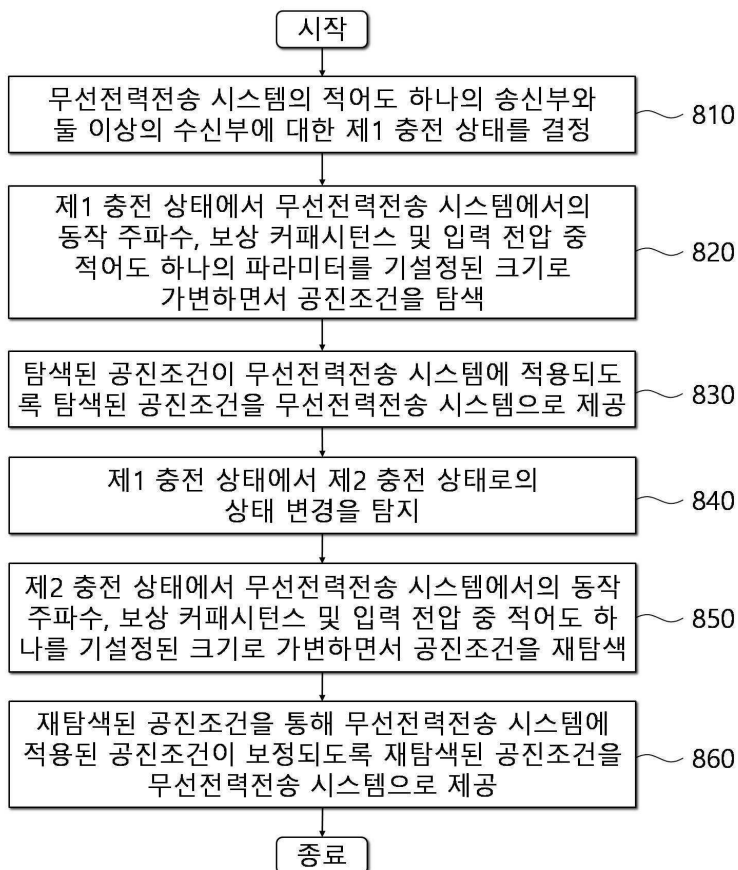 시작
무선전력전송 시스템의 적어도 하나의 송신부와
둘 이상의 수신부에 대한 제1 충전 상태를 결정
810
제1 충전 상태에서 무선전력전송 시스템에서의
동작 주파수, 보상 커패시턴스 및 입력 전압 중
적어도 하나의 파라미터를 기설정된 크기로
가변하면서 공진조건을 탐색
820
탐색된 공진조건이 무선전력전송 시스템에 적용되도
록 탐색된 공진조건을 무선전력전송 시스템으로 제공
830
제1 충전 상태에서 제2 충전 상태로의
상태 변경을 탐지
840
제2 충전 상태에서 무선전력전송 시스템에서의 동작
주파수, 보상 커패시턴스 및 입력 전압 중 적어도 하
나를 기설정된 크기로 가변하면서 공진조건을 재탐색
850
재탐색된 공진조건을 통해 무선전력전송 시스템에
적용된 공진조건이 보정되도록 재탐색된 공진조건을
무선전력전송 시스템으로 제공
860
종료